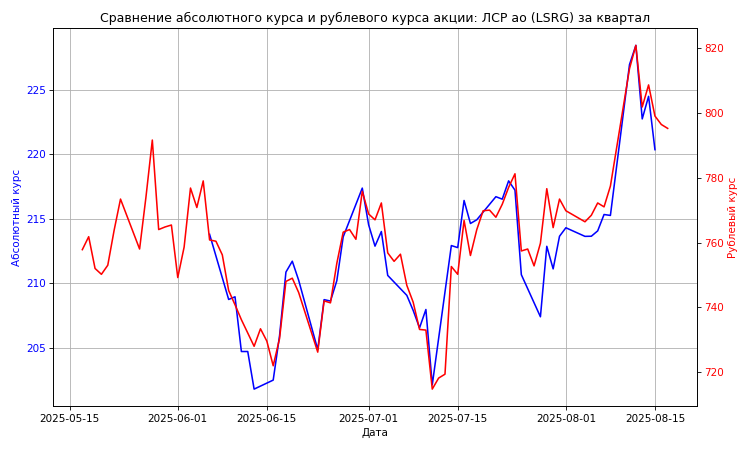 Сравнение абсолютного курса и рублевого курса акции: ЛСР ао (LSRG) за квартал
Абсолютный курс
225
220
215
210
205
820
800
780
760
740
720
Рублевый курс
2025-05-15 2025-06-01 2025-06-15 2025-07-01 2025-07-15 2025-08-01 2025-08-15
Дата